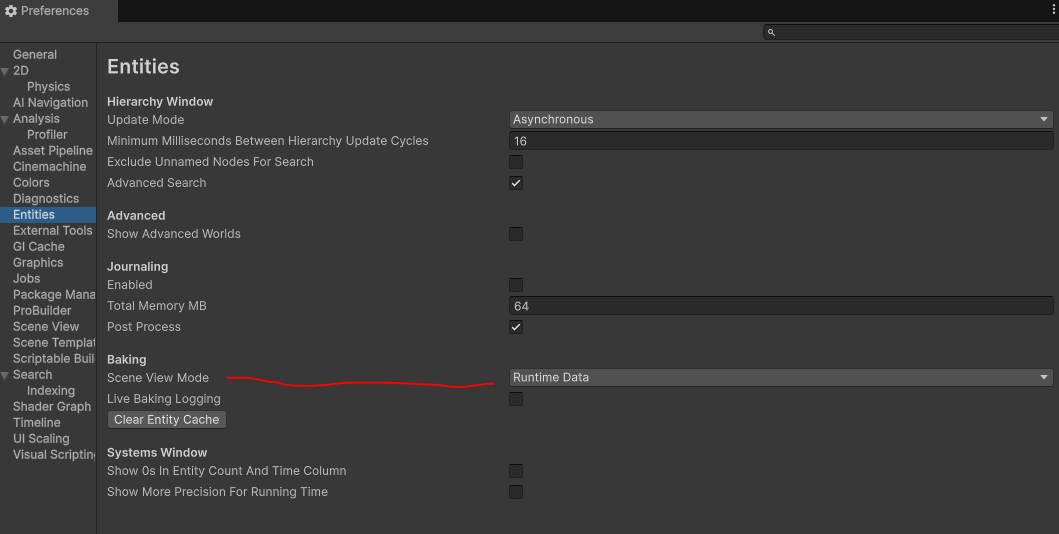 Preferences
General
2D
Physics
AI Navigation
Analysis
Profiler
Asset Pipeline
Cinemachine
Colors
Diagnostics
Entities
External Tools
GI Cache
Graphics
Jobs
Package Mana
ProBuilder
Scene View
Scene Templat
Scriptable Buil
Search
Indexing
Shader Graph
Timeline
UI Scaling
Visual Scripting
Entities
Hierarchy Window
Update Mode Asynchronous
Minimum Milliseconds Between Hierarchy Update Cycles 16
Exclude Unnamed Nodes For Search
Advanced Search
Advanced
Show Advanced Worlds
Journaling
Enabled
Total Memory MB 64
Post Process
Baking
Scene View Mode Runtime Data
Live Baking Logging
Clear Entity Cache
Systems Window
Show 0s In Entity Count And Time Column
Show More Precision For Running Time